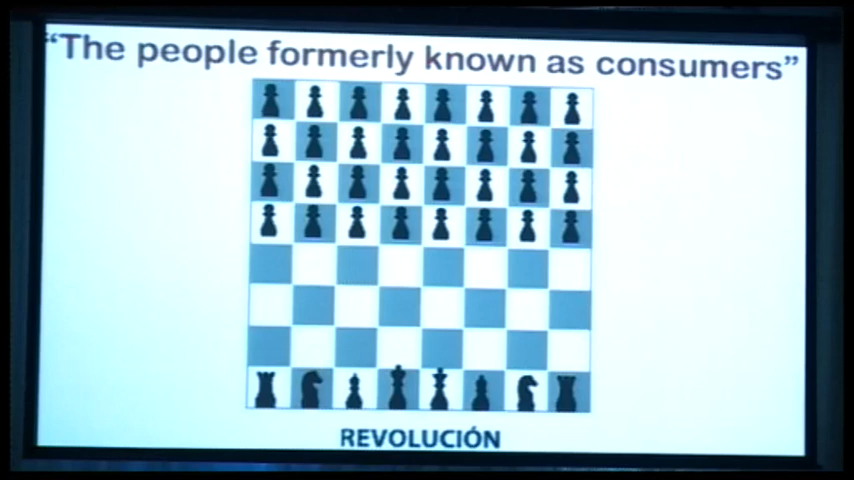 “The people formerly known as consumers”
REVOLUCIÓN